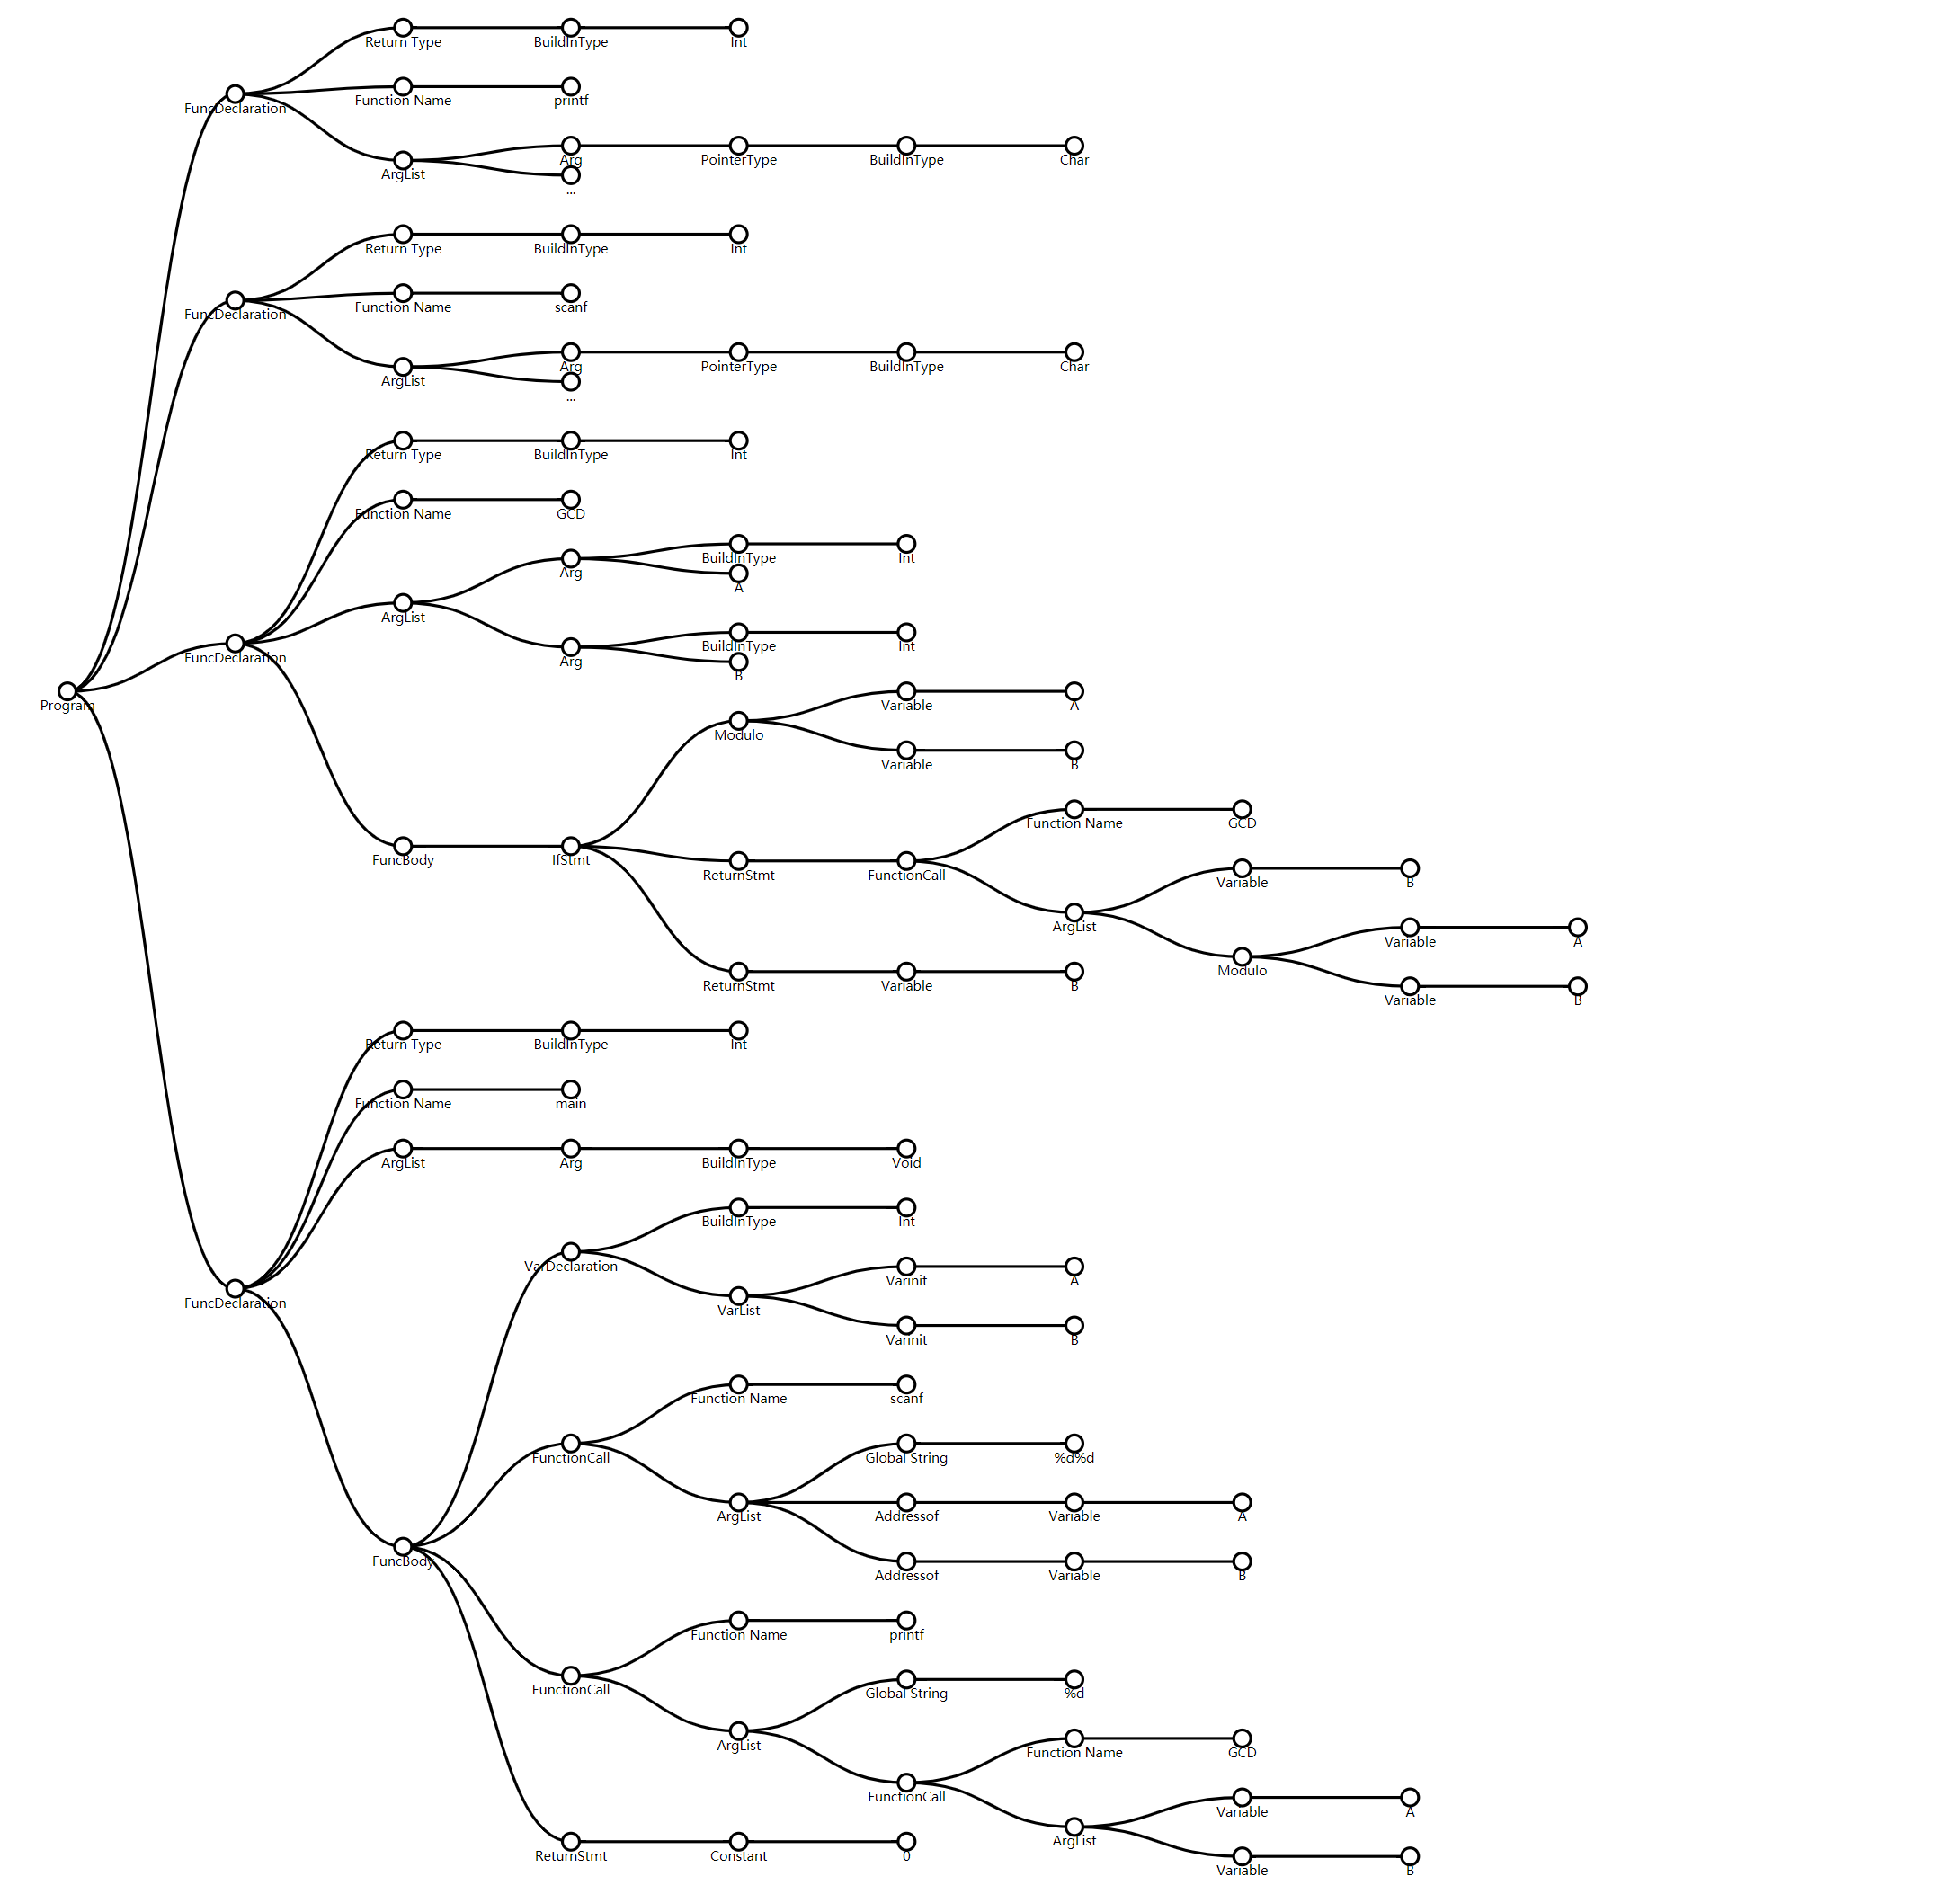 Return Type BuildInType Int
FuncDeclaration Function Name printf
Arg PointerType BuildInType Char
ArgList
...
Return Type BuildInType Int
FuncDeclaration Function Name scanf
Arg PointerType BuildInType Char
ArgList
...
Return Type BuildInType Int
Function Name GCD
BuildInType Int
Arg
A
ArgList
BuildInType Int
FuncDeclaration Arg
B
Program Variable A
Modulo
Variable B
Function Name GCD
FuncBody IfStmt
ReturnStmt FunctionCall
Variable B
ArgList
Variable A
Modulo
ReturnStmt Variable B
Variable B
Return Type BuildInType Int
Function Name main
ArgList Arg BuildInType Void
BuildInType Int
VarDeclaration
Varinit A
FuncDeclaration
VarList
Varinit B
Function Name scanf
FunctionCall Global String %d%d
ArgList Addressof Variable A
FuncBody
Addressof Variable B
Function Name printf
FunctionCall Global String %d
ArgList
Function Name GCD
FunctionCall
Variable A
ArgList
ReturnStmt Constant 0
Variable B